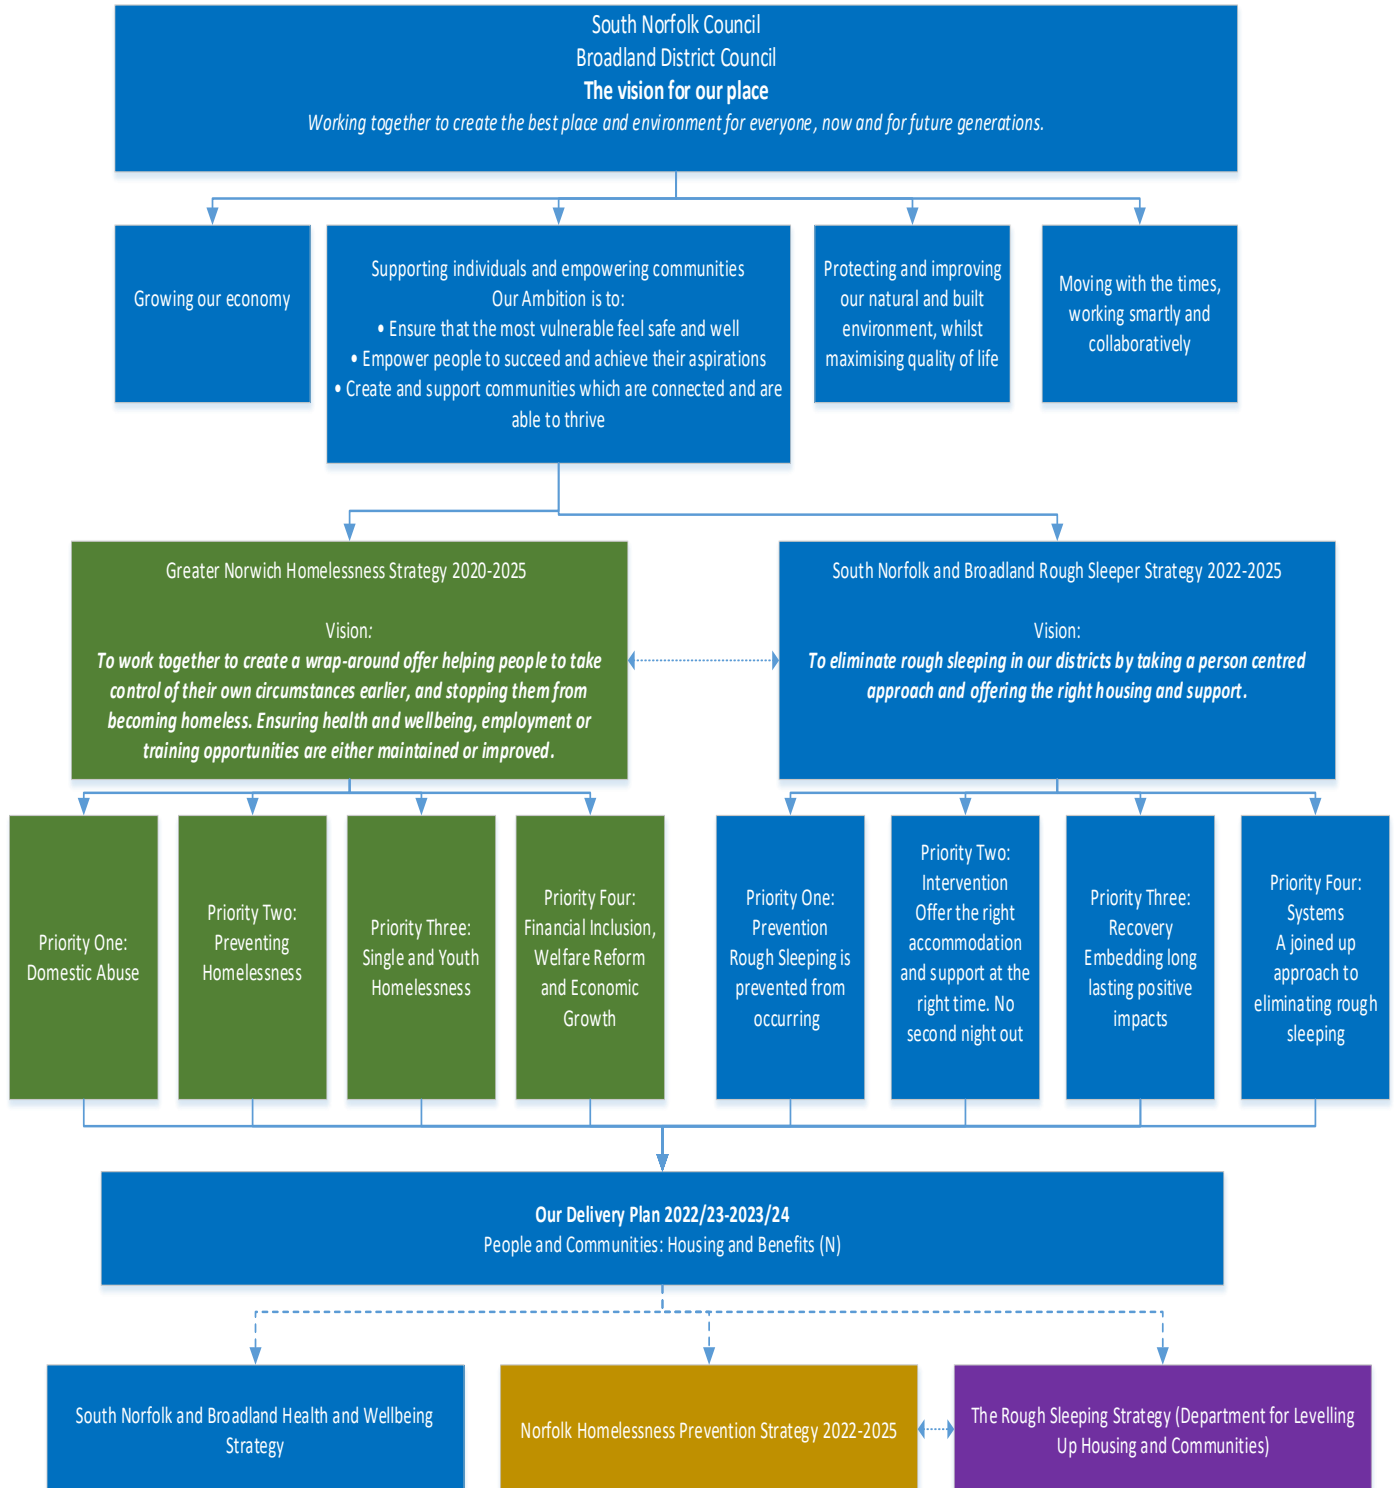 South Norfolk Council
Broadland District Council
The vision for our place
Working together to create the best place and environment for everyone, now and for future generations.
Growing our economy
Supporting individuals and empowering communities
Our Ambition is to:
• Ensure that the most vulnerable feel safe and well
• Empower people to succeed and achieve their aspirations
• Create and support communities which are connected and are
able to thrive
Protecting and improving
our natural and built
environment, whilst
maximising quality of life
Moving with the times,
working smartly and
collaboratively
Greater Norwich Homelessness Strategy 2020-2025
Vision:
To work together to create a wrap-around offer helping people to take
control of their own circumstances earlier, and stopping them from
becoming homeless. Ensuring health and wellbeing, employment or
training opportunities are either maintained or improved.
South Norfolk and Broadland Rough Sleeper Strategy 2022-2025
Vision:
To eliminate rough sleeping in our districts by taking a person centred
approach and offering the right housing and support.
Priority One:
Domestic Abuse
Priority Two:
Preventing
Homelessness
Priority Three:
Single and Youth
Homelessness
Priority Four:
Financial Inclusion,
Welfare Reform
and Economic
Growth
Priority One:
Prevention
Rough Sleeping is
prevented from
occurring
Priority Two:
Intervention
Offer the right
accommodation
and support at the
right time. No
second night out
Priority Three:
Recovery
Embedding long
lasting positive
impacts
Priority Four:
Systems
A joined up
approach to
eliminating rough
sleeping
Our Delivery Plan 2022/23-2023/24
People and Communities: Housing and Benefits (N)
South Norfolk and Broadland Health and Wellbeing
Strategy
Norfolk Homelessness Prevention Strategy 2022-2025
The Rough Sleeping Strategy (Department for Levelling
Up Housing and Communities)